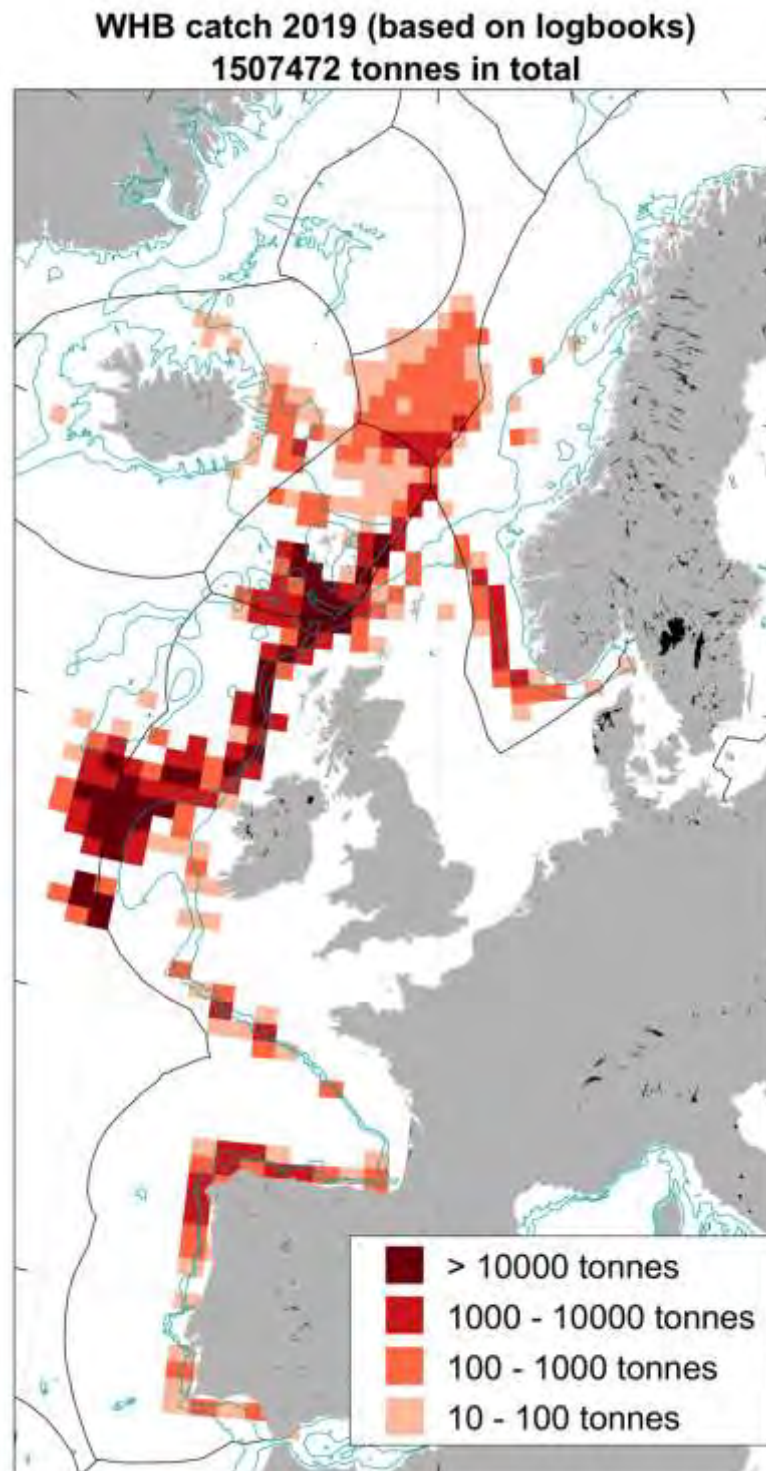 WHB catch 2019 (based on logbooks)
1507472 tonnes in total
> 10000 tonnes
1000 - 10000 tonnes
100 - 1000 tonnes
10 - 100 tonnes